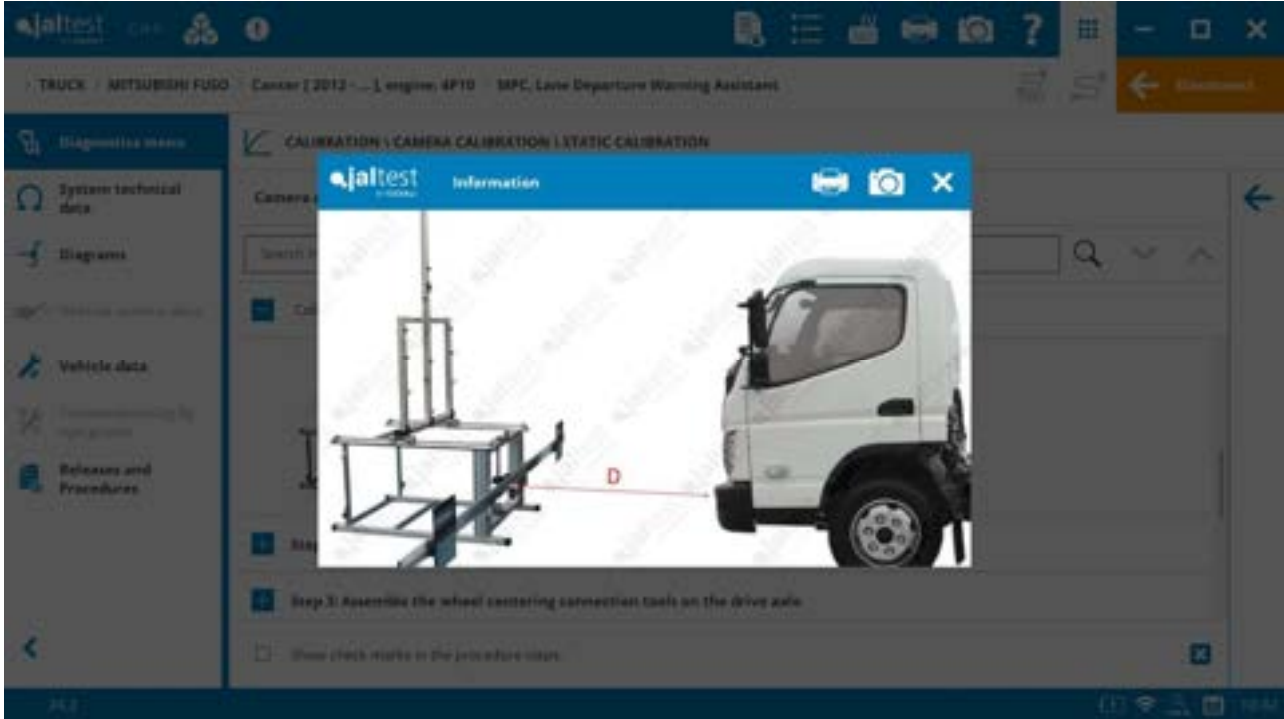 jaltest
TRUCK
MITSUBISHI FUSO
Canter [ 2012 - ... ], engine: 4P10
MPC, Lane Departure Warning Assistant
Diagnostics menu
CALIBRATION \ CAMERA CALIBRATION \ STATIC CALIBRATION
jaltest
Information
System technical
data
Camera
Search
Diagrams
Vehicle data
D
Releases and
Procedures
Step 3: Assemble the wheel centering connection tools on the drive axle
Show check marks in the procedure steps.